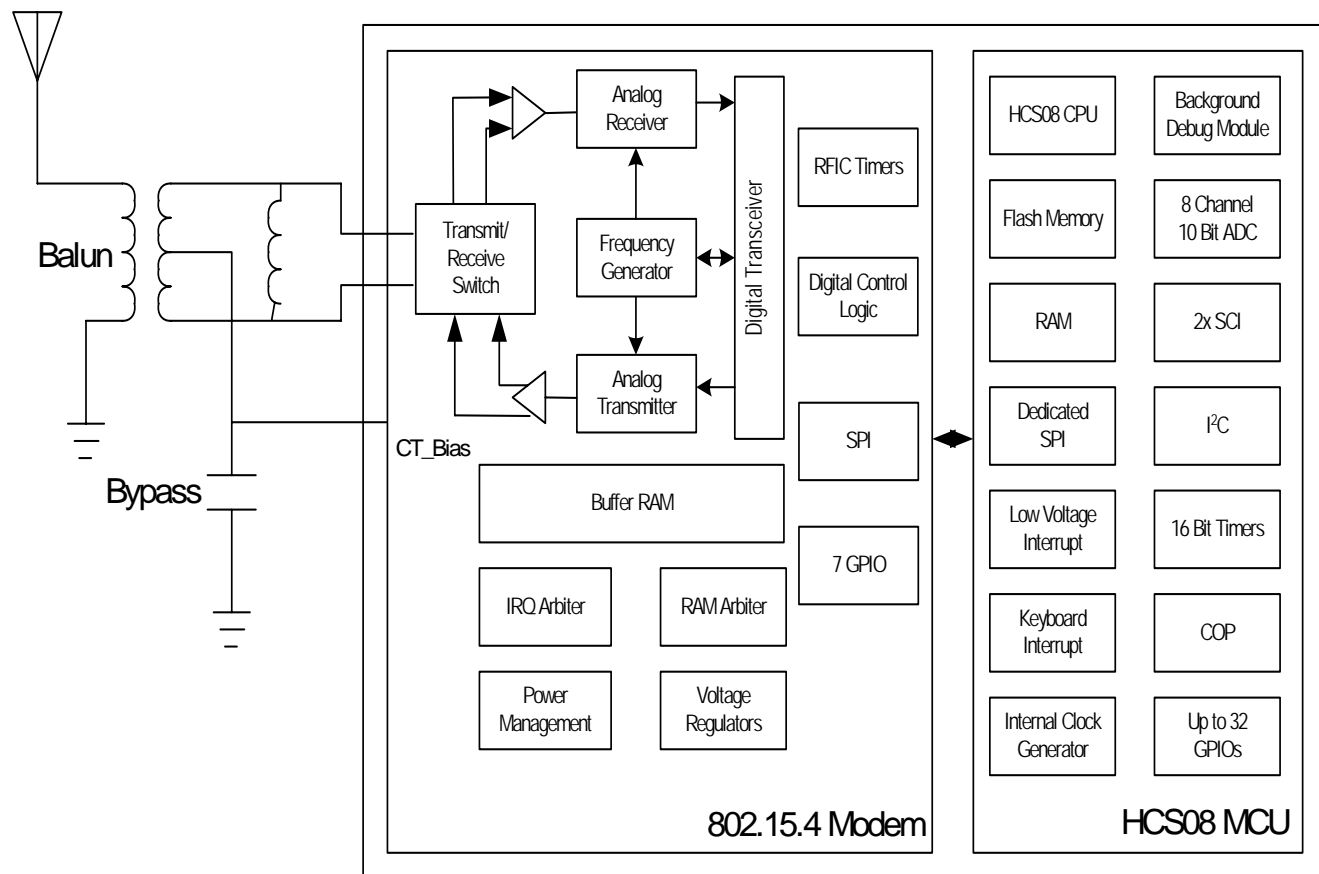 Balun
Bypass
CT_Bias
Transmit/
Receive
Switch
Analog
Receiver
Frequency
Generator
Analog
Transmitter
Digital Transceiver
RFIC Timers
Digital Control
Logic
SPI
7 GPIO
Buffer RAM
IRQ Arbiter
RAM Arbiter
Power
Management
Voltage
Regulators
802.15.4 Modem
HCS08 CPU
Background
Debug Module
Flash Memory
8 Channel
10 Bit ADC
RAM
2x SCI
Dedicated
SPI
I²C
Low Voltage
Interrupt
16 Bit Timers
Keyboard
Interrupt
COP
Internal Clock
Generator
Up to 32
GPIOs
HCS08 MCU